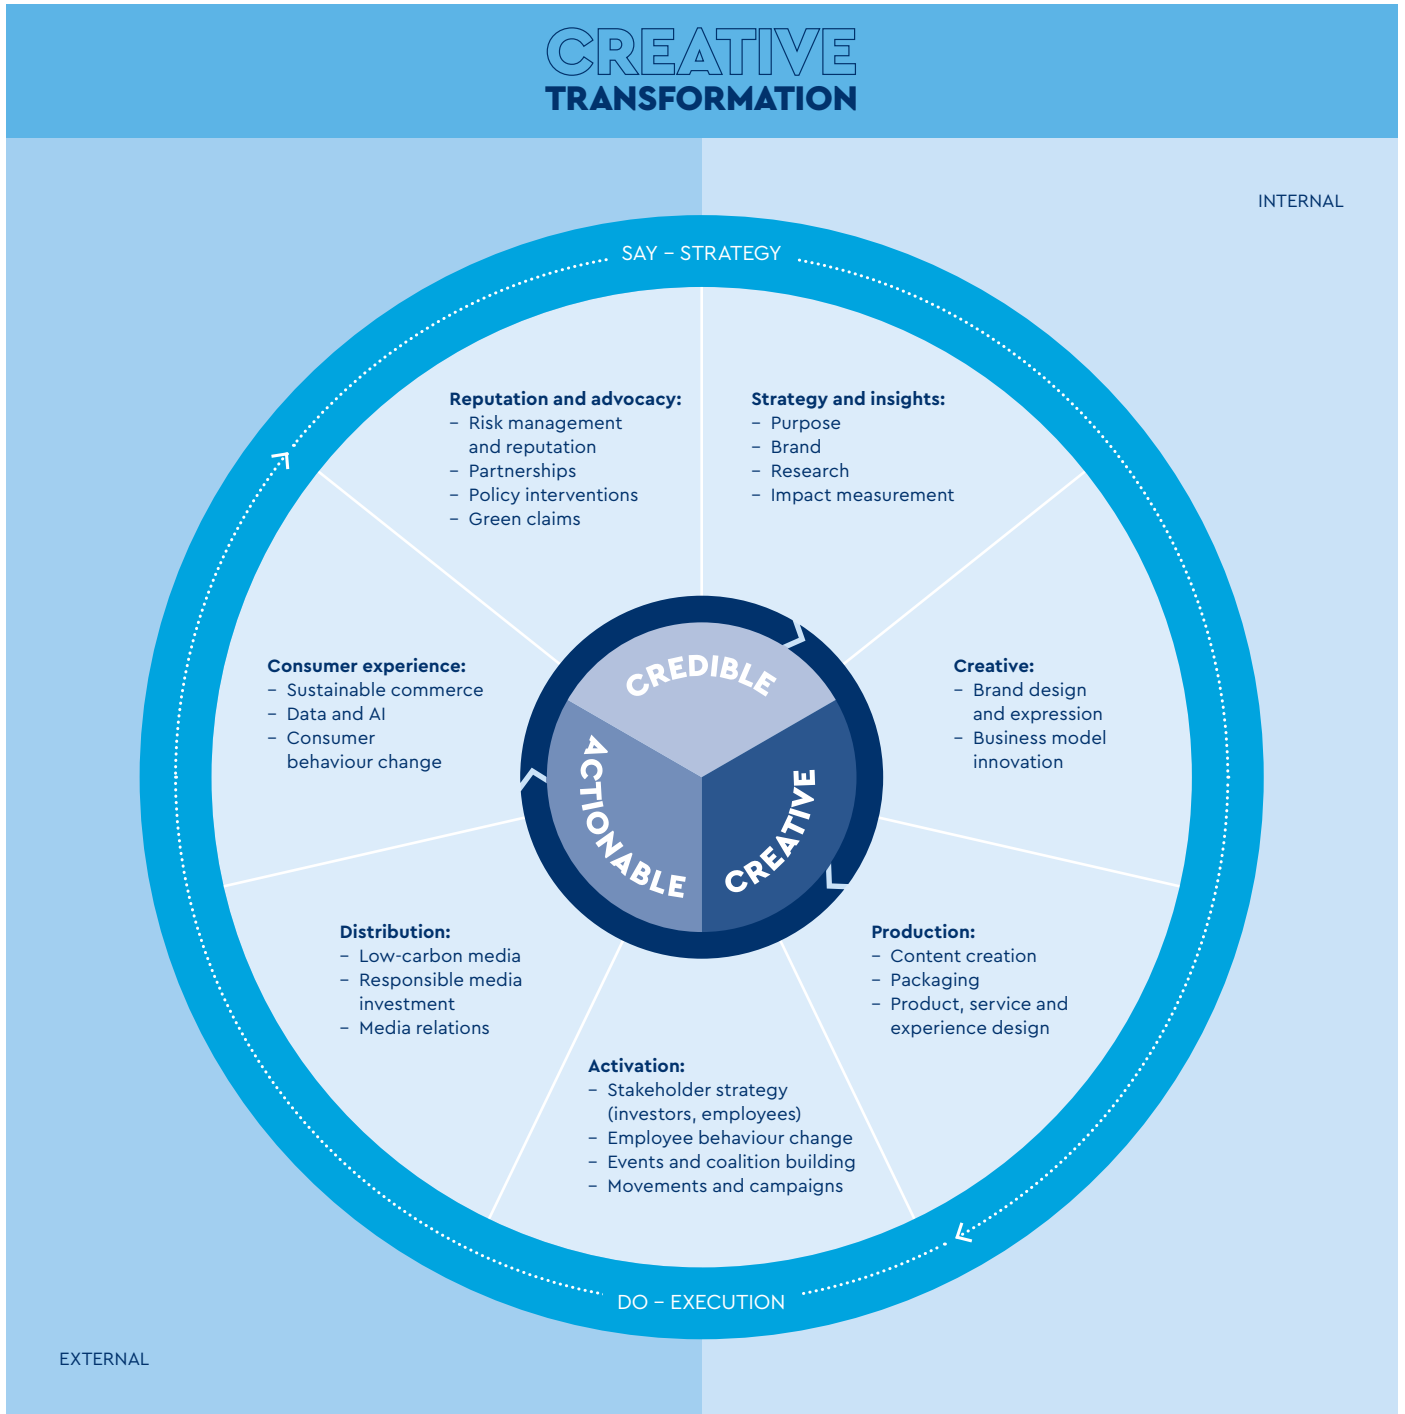 CREATIVE
TRANSFORMATION
INTERNAL
SAY – STRATEGY
Reputation and advocacy:
– Risk management
and reputation
– Partnerships
– Policy interventions
– Green claims
Strategy and insights:
– Purpose
– Brand
– Research
– Impact measurement
Consumer experience:
– Sustainable commerce
– Data and AI
– Consumer
behaviour change
CREDIBLE
ACTIONABLE
CREATIVE
Creative:
– Brand design
and expression
– Business model
innovation
Distribution:
– Low-carbon media
– Responsible media
investment
– Media relations
Production:
– Content creation
– Packaging
– Product, service and
experience design
Activation:
– Stakeholder strategy
(investors, employees)
– Employee behaviour change
– Events and coalition building
– Movements and campaigns
DO – EXECUTION
EXTERNAL